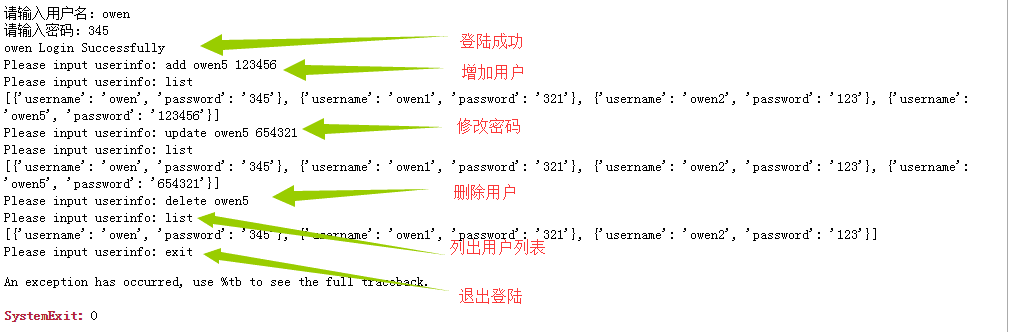 请输入用户名：owen
请输入密码：345
owen Login Successfully
登陆成功
Please input userinfo: add owen5 123456
增加用户
Please input userinfo: list
[{'username': 'owen', 'password': '345'}, {'username': 'owen1', 'password': '321'}, {'username': 'owen2', 'password': '123'}, {'username':
'owen5', 'password': '123456'}]
Please input userinfo: update owen5 654321
修改密码
Please input userinfo: list
[{'username': 'owen', 'password': '345'}, {'username': 'owen1', 'password': '321'}, {'username': 'owen2', 'password': '123'}, {'username':
'owen5', 'password': '654321'}]
Please input userinfo: delete owen5
删除用户
Please input userinfo: list
[{'username': 'owen', 'password': '345'}, {'username': 'owen1', 'password': '321'}, {'username': 'owen2', 'password': '123'}]
列出用户列表
Please input userinfo: exit
An exception has occurred, use %tb to see the full traceback.
退出登陆
SystemExit: 0